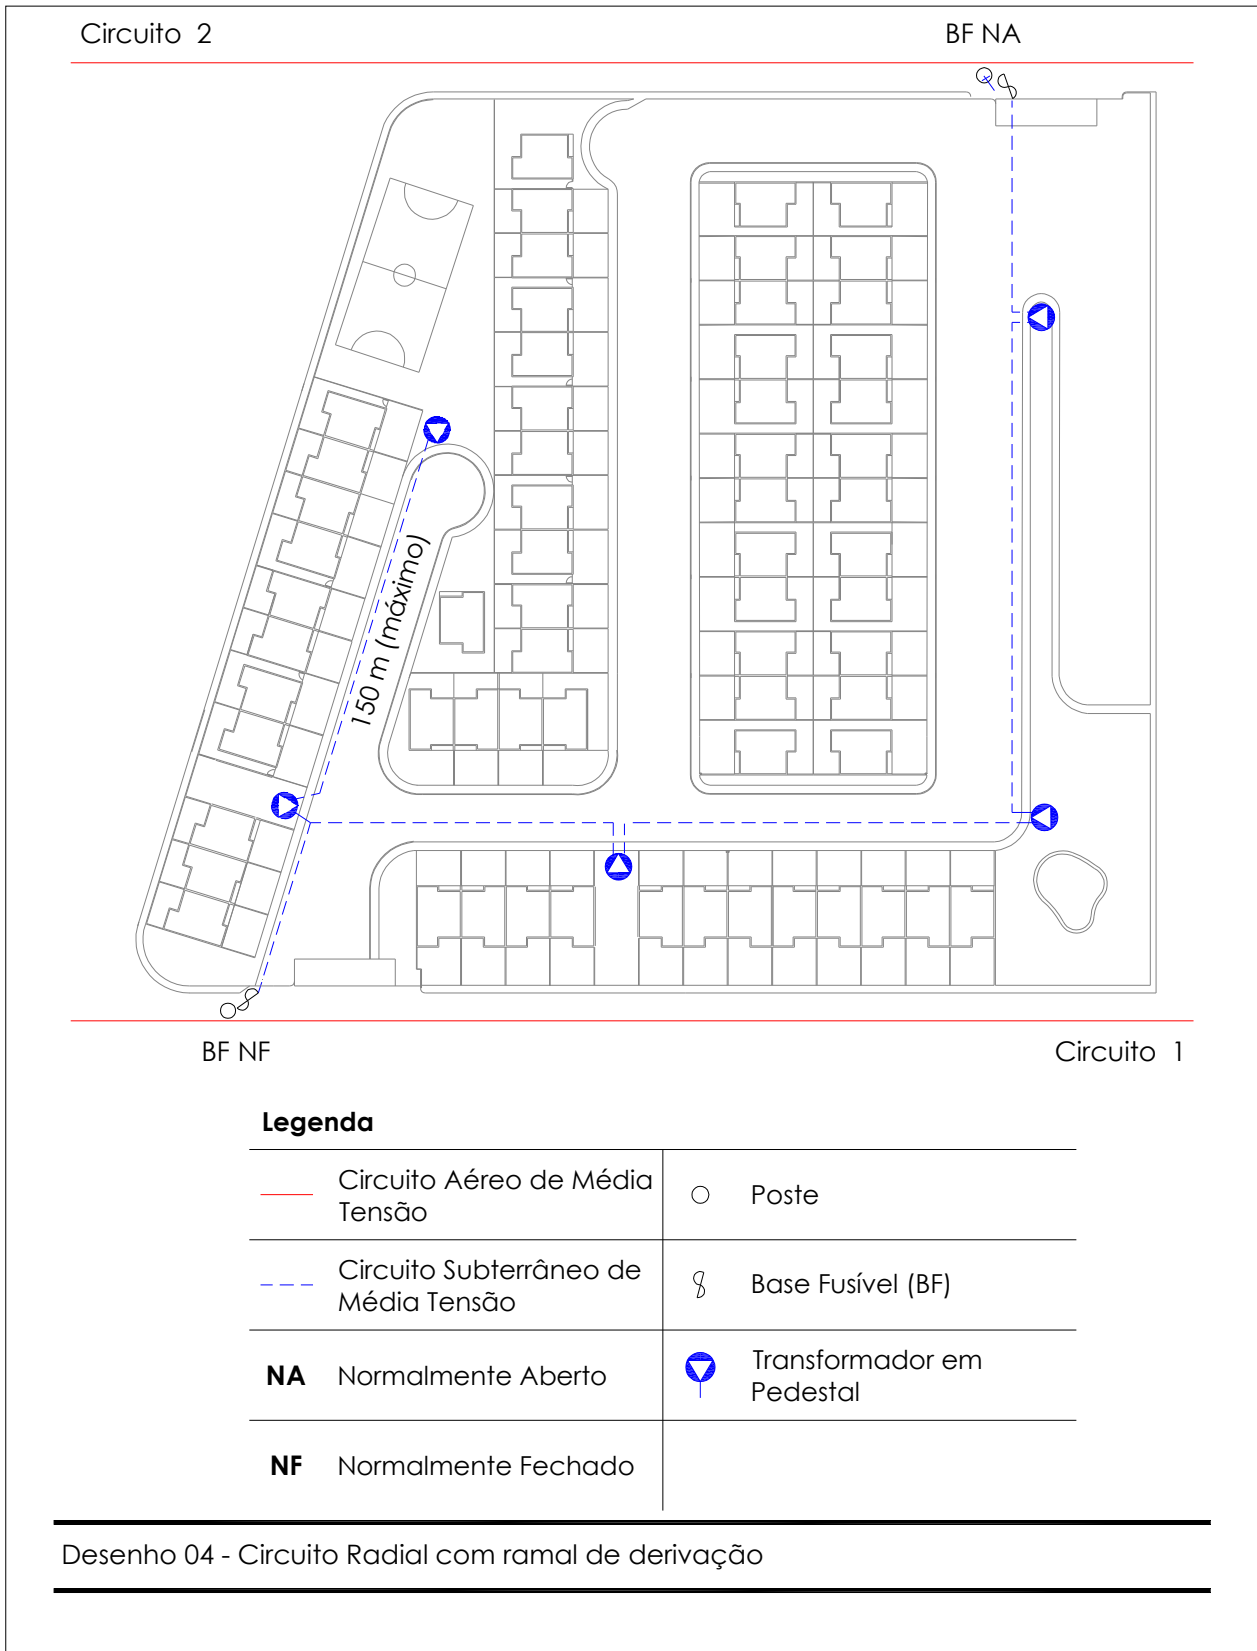 Circuito 2
BF NA
150 m (máximo)
BF NF
Circuito 1
Legenda
Circuito Aéreo de Média
Tensão
Poste
Circuito Subterrâneo de
Média Tensão
Base Fusível (BF)
NA Normalmente Aberto
Transformador em
Pedestal
NF Normalmente Fechado
Desenho 04 - Circuito Radial com ramal de derivação